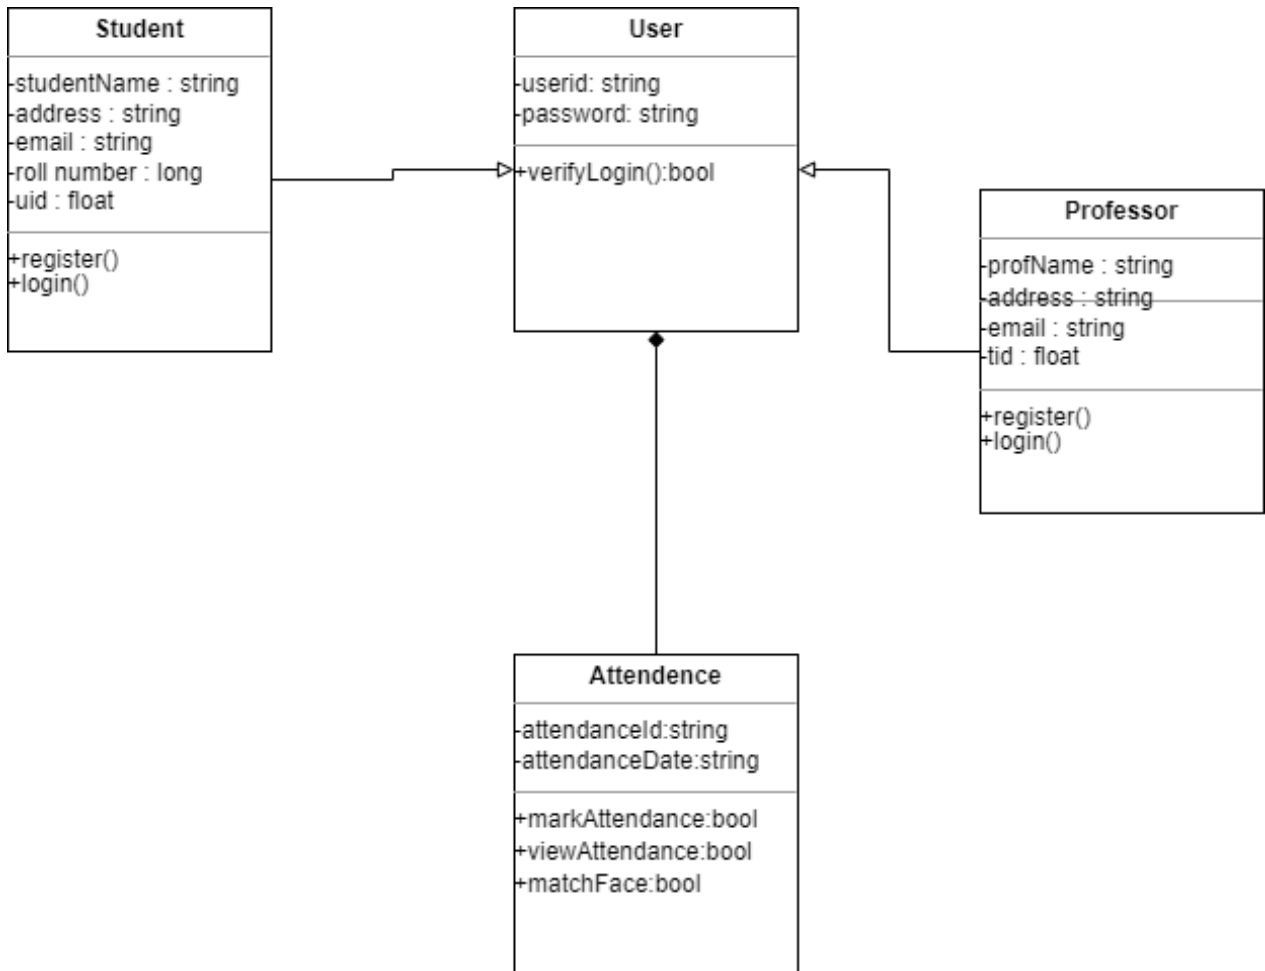 Student
-studentName : string
-address : string
-email : string
-roll number : long
-uid : float
+register()
+login()
User
-userid: string
-password: string
+verifyLogin():bool
Professor
-profName : string
-address : string
-email : string
-tid : float
+register()
+login()
Attendence
-attendanceId:string
-attendanceDate:string
+markAttendance:bool
+viewAttendance:bool
+matchFace:bool